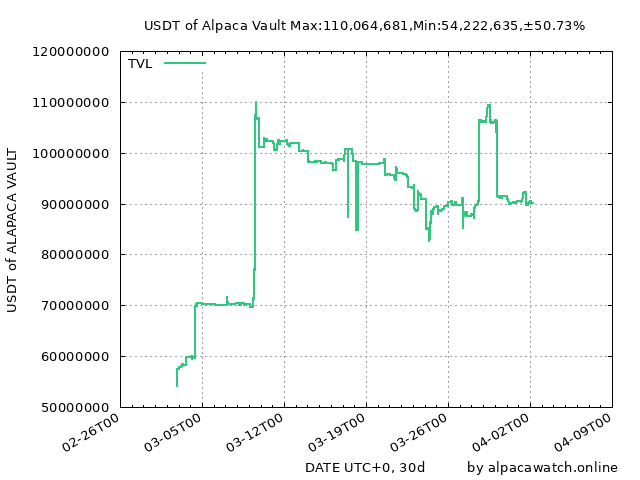 USDT of Alpaca Vault Max:110,064,681,Min:54,222,635,±50.73%
120000000
TVL
110000000
100000000
90000000
80000000
70000000
60000000
50000000
USDT of ALAPACA VAULT
02-26T00
03-05T00
03-12T00
03-19T00
03-26T00
04-02T00
04-09T00
DATE UTC+0, 30d
by alpacawatch.online